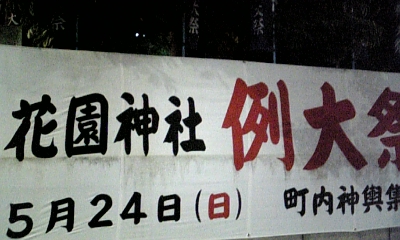 花園神社 例大祭
5月24日(日) 町内神輿集